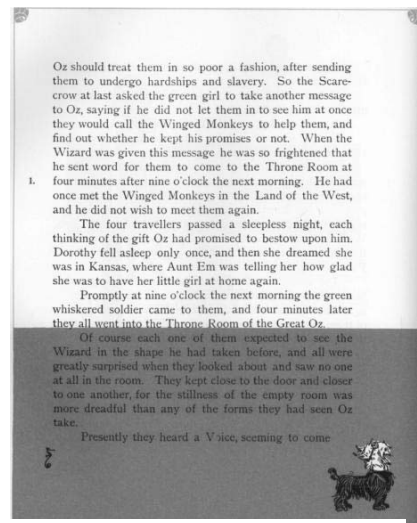 Oz should treat them in so poor a fashion, after sending
them to undergo hardships and slavery. So the Scare-
crow at last asked the green girl to take another message
to Oz, saying if he did not let them in to see him at once
they would call the Winged Monkeys to help them, and
find out whether he kept his promises or not. When the
Wizard was given this message he was so frightened that
he sent word for them to come to the Throne Room at
1. four minutes after nine o'clock the next morning. He had
once met the Winged Monkeys in the Land of the West,
and he did not wish to meet them again.
The four travellers passed a sleepless night, each
thinking of the gift Oz had promised to bestow upon him.
Dorothy fell asleep only once, and then she dreamed she
was in Kansas, where Aunt Em was telling her how glad
she was to have her little girl at home again.
Promptly at nine o'clock the next morning the green
whiskered soldier came to them, and four minutes later
they all went into the Throne Room of the Great Oz.
Of course each one of them expected to see the
Wizard in the shape he had taken before, and all were
greatly surprised when they looked about and saw no one
at all in the room. They kept close to the door and closer
to one another, for the stillness of the empty room was
more dreadful than any of the forms they had seen Oz
take.
Presently they heard a Voice, seeming to come